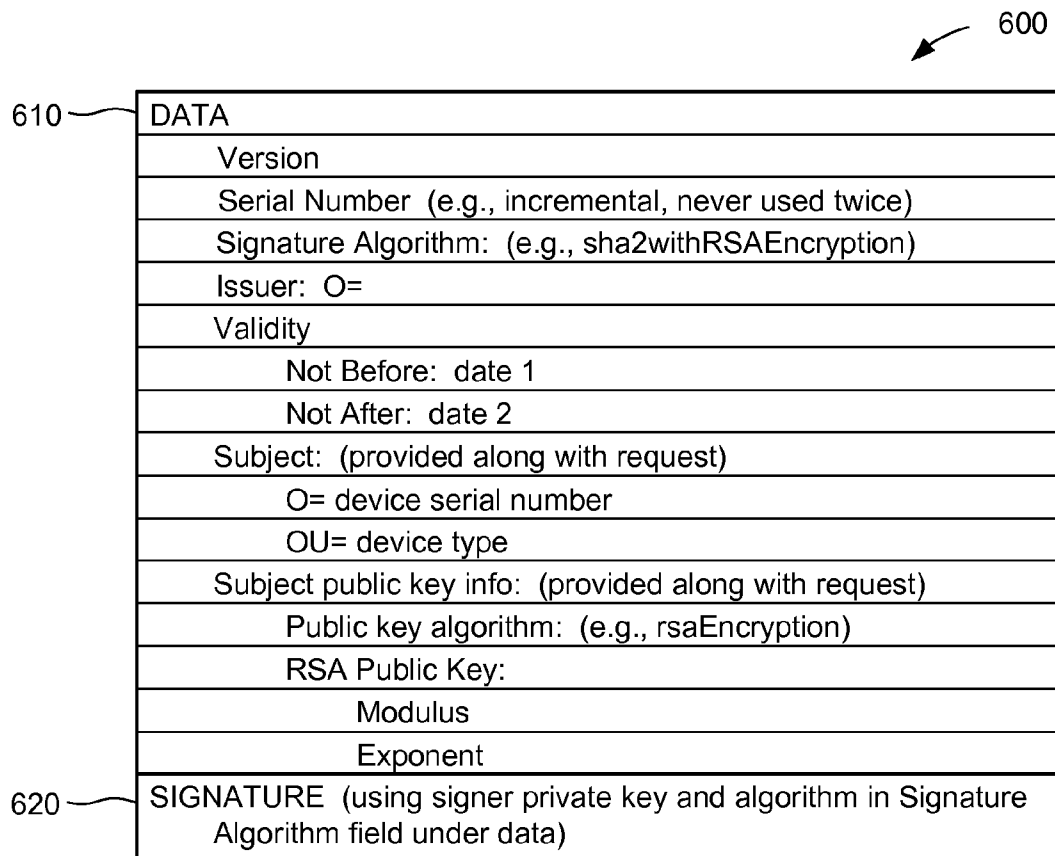 600
610
DATA
Version
Serial Number (e.g., incremental, never used twice)
Signature Algorithm: (e.g., sha2withRSAEncryption)
Issuer: O=
Validity
Not Before: date 1
Not After: date 2
Subject: (provided along with request)
O= device serial number
OU= device type
Subject public key info: (provided along with request)
Public key algorithm: (e.g., rsaEncryption)
RSA Public Key:
Modulus
Exponent
620
SIGNATURE (using signer private key and algorithm in Signature
Algorithm field under data)